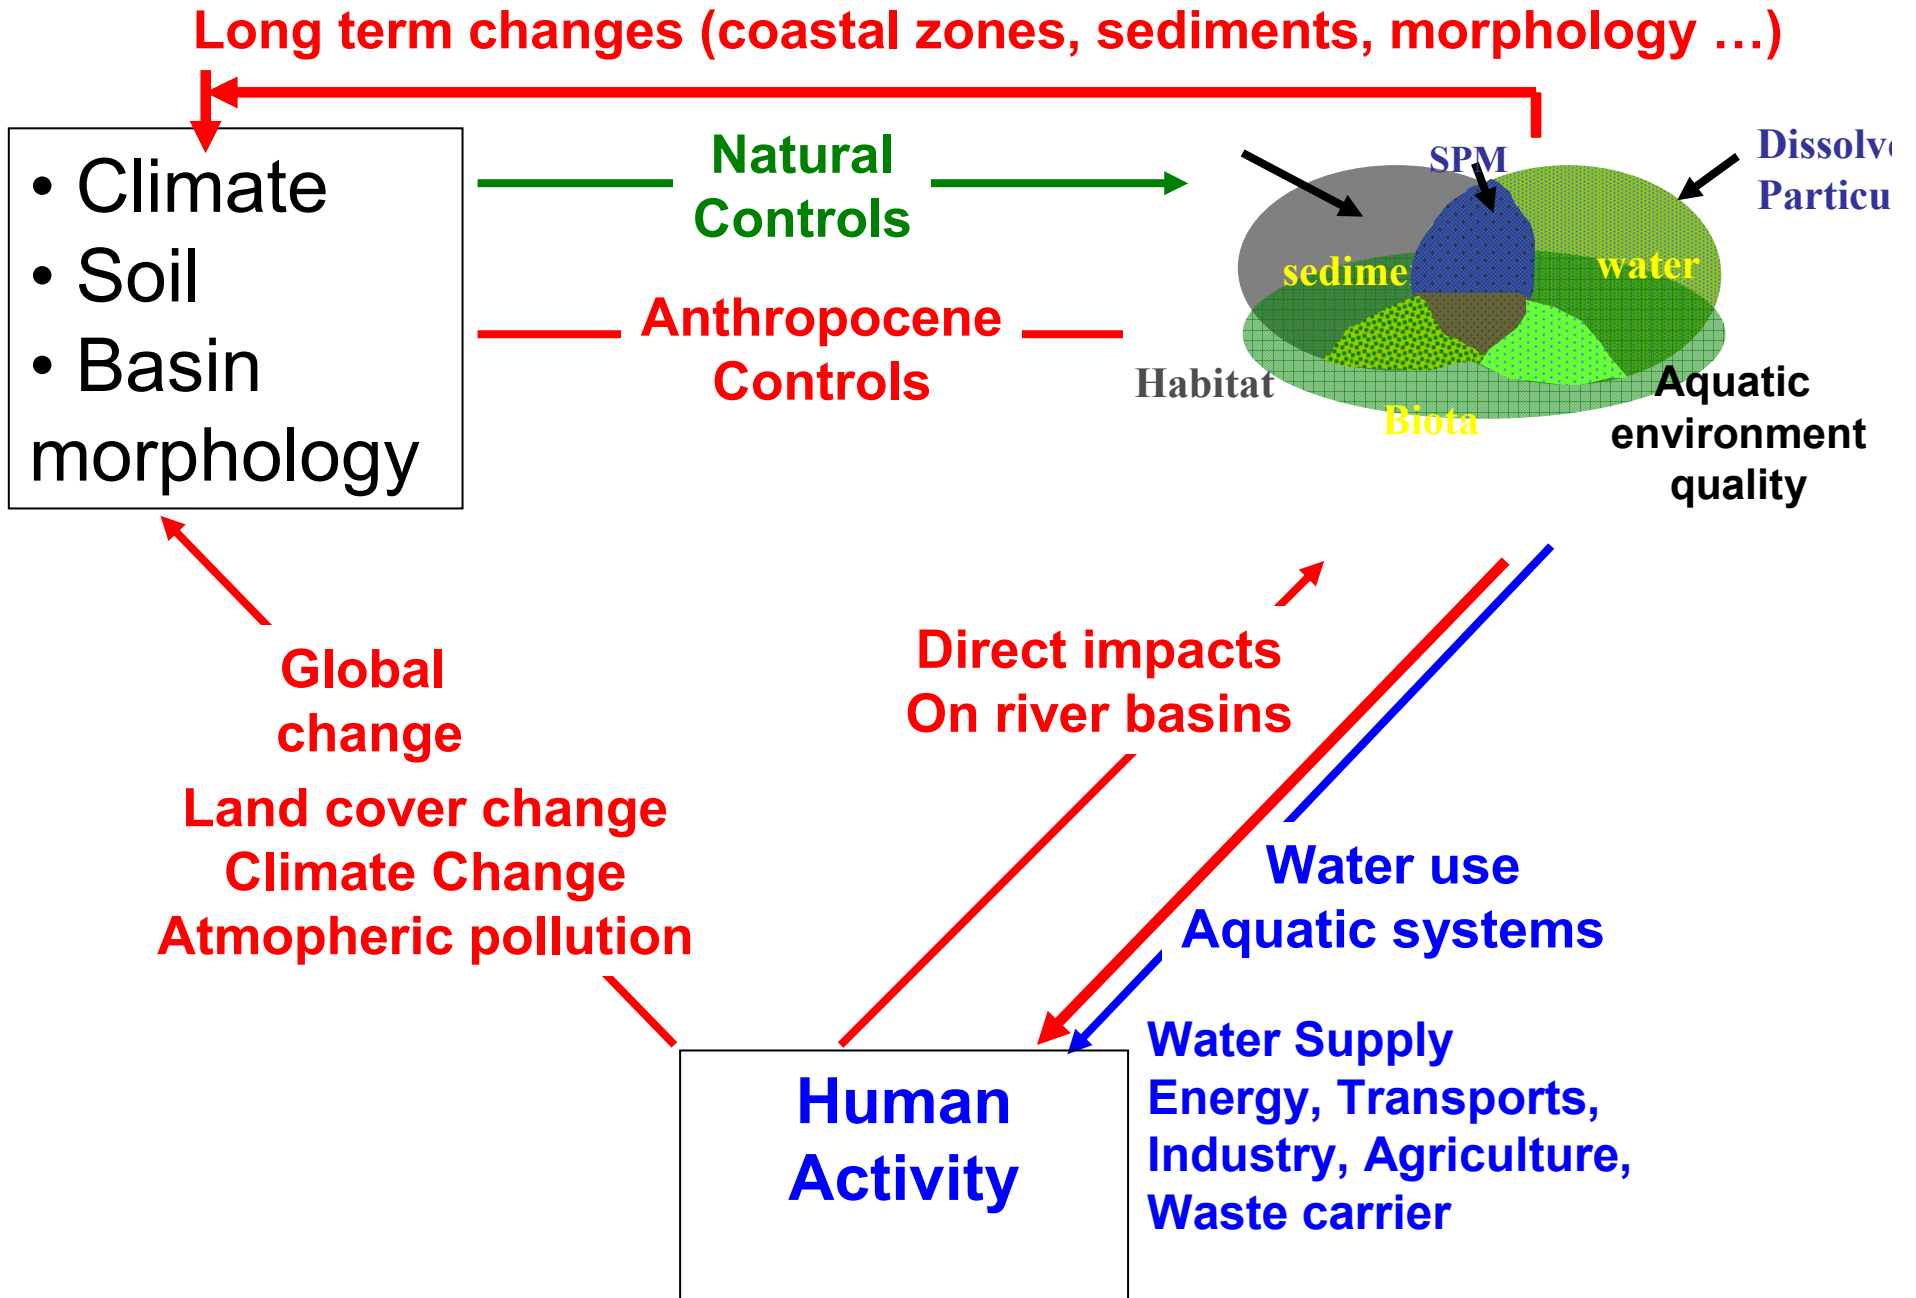 Long term changes (coastal zones, sediments, morphology …)
• Climate
• Soil
• Basin
morphology
Natural
Controls
Anthropocene
Controls
SPM
Dissolv
Particu
sedime
water
Habitat
Biota
Aquatic
environment
quality
Global
change
Land cover change
Climate Change
Atmopheric pollution
Direct impacts
On river basins
Water use
Aquatic systems
Human
Activity
Water Supply
Energy, Transports,
Industry, Agriculture,
Waste carrier